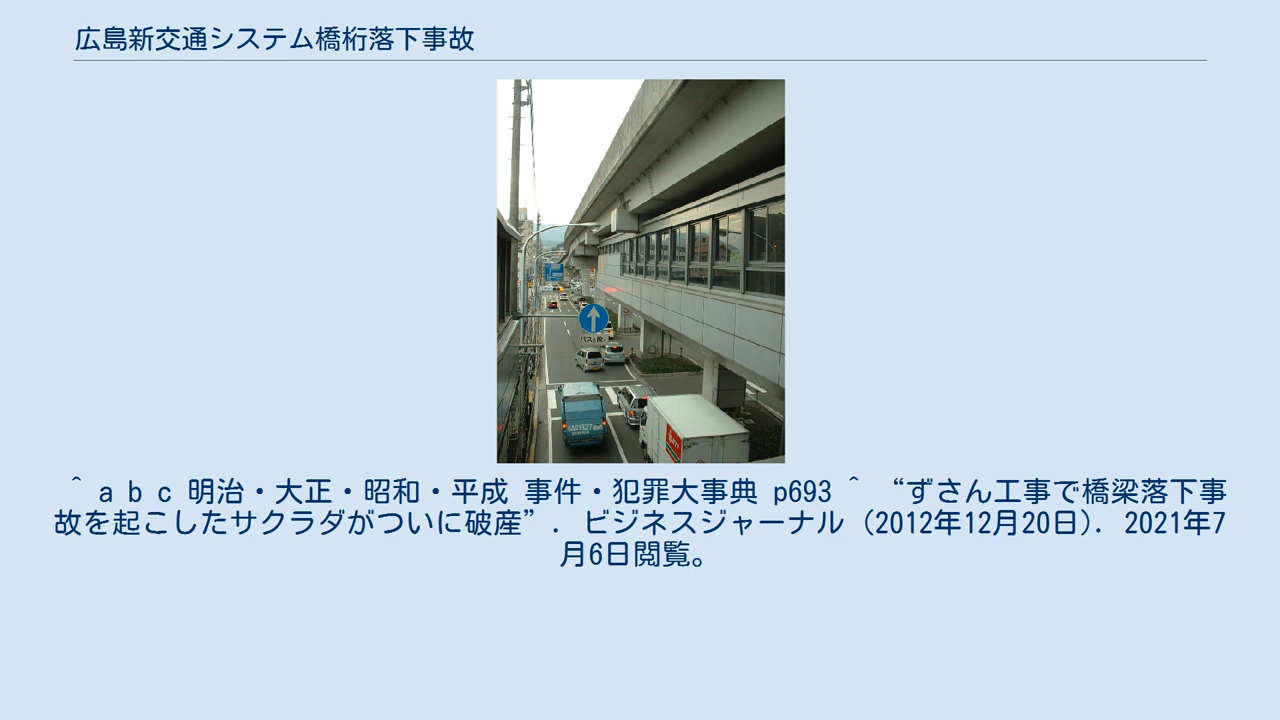 広島新交通システム橋桁落下事故
バス専用
^ a b c 明治・大正・昭和・平成 事件・犯罪大事典 p693 ^ “ずさん工事で橋梁落下事
故を起こしたサクラダがついに破産”. ビジネスジャーナル (2012年12月20日). 2021年7
月6日閲覧。